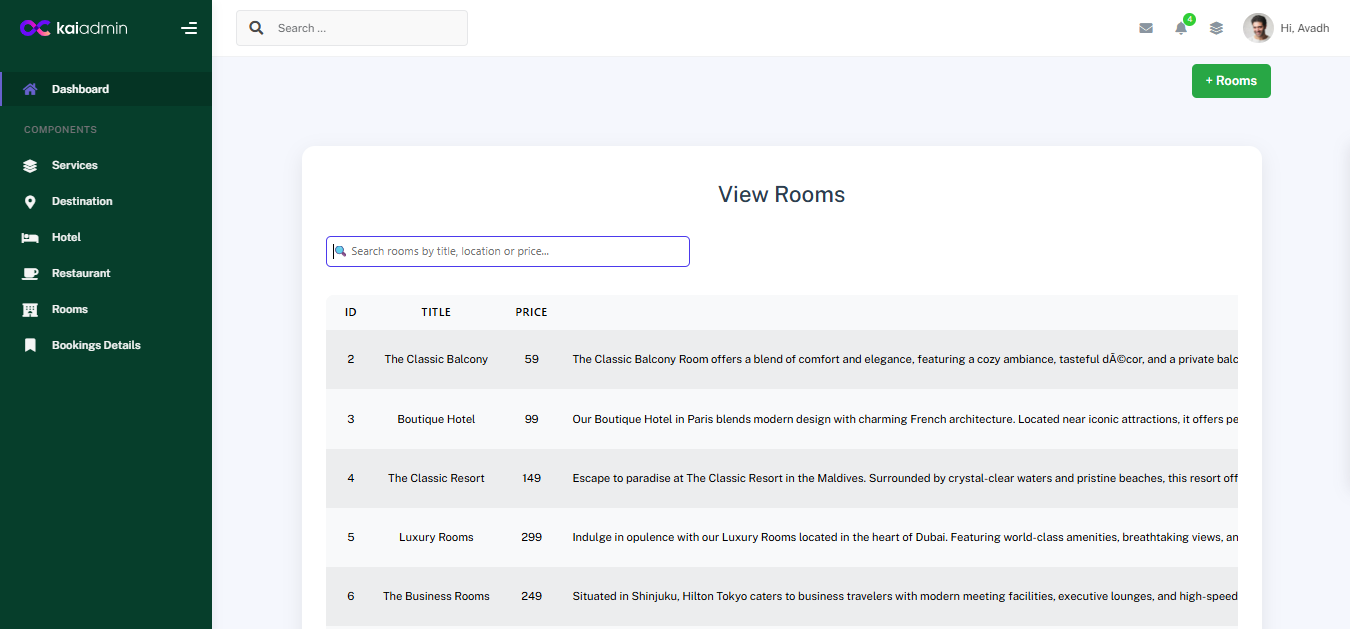 kaiadmin
Search ...
4
Hi, Avadh
+ Rooms
Dashboard
COMPONENTS
Services
Destination
Hotel
Restaurant
Rooms
Bookings Details
View Rooms
Search rooms by title, location or price...
ID TITLE PRICE
2 The Classic Balcony 59 The Classic Balcony Room offers a blend of comfort and elegance, featuring a cozy ambiance, tasteful dÃ©cor, and a private balc
3 Boutique Hotel 99 Our Boutique Hotel in Paris blends modern design with charming French architecture. Located near iconic attractions, it offers pe
4 The Classic Resort 149 Escape to paradise at The Classic Resort in the Maldives. Surrounded by crystal-clear waters and pristine beaches, this resort off
5 Luxury Rooms 299 Indulge in opulence with our Luxury Rooms located in the heart of Dubai. Featuring world-class amenities, breathtaking views, an
6 The Business Rooms 249 Situated in Shinjuku, Hilton Tokyo caters to business travelers with modern meeting facilities, executive lounges, and high-speed